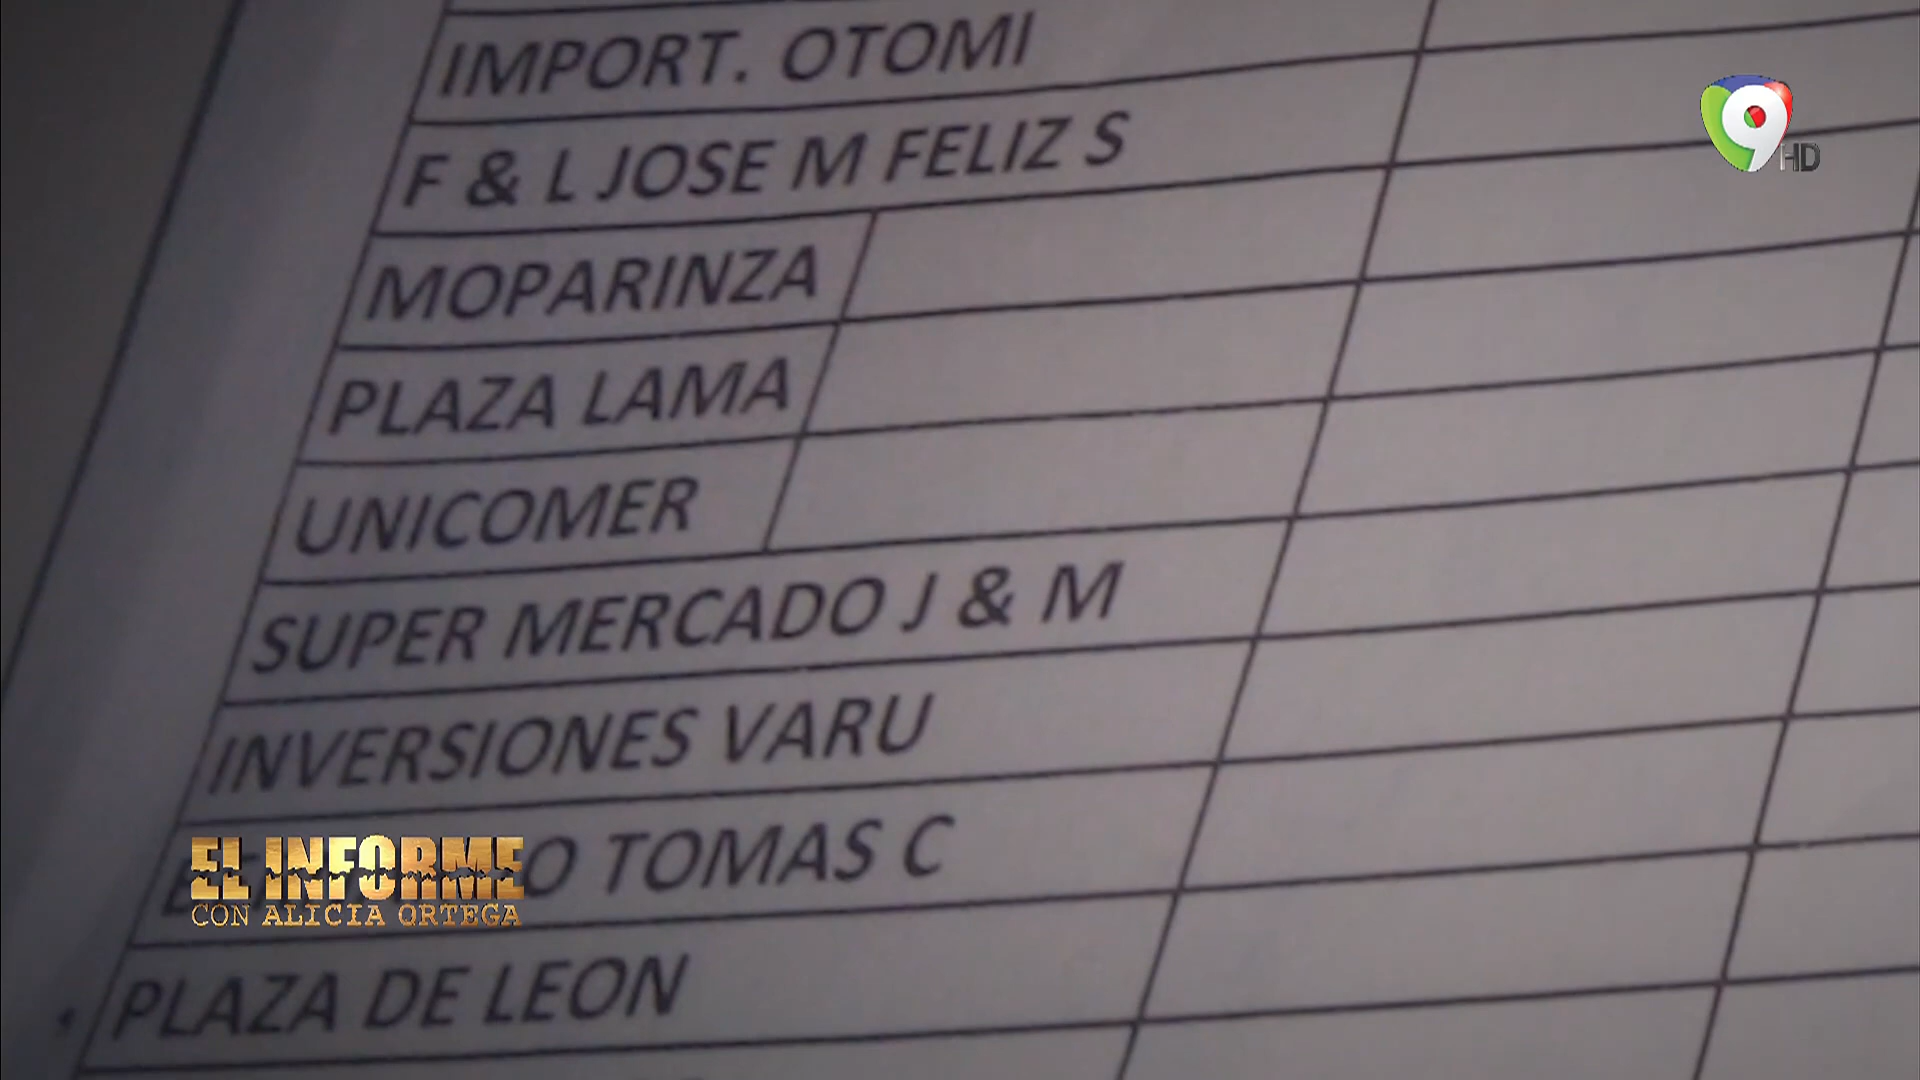 IMPORT. OTOMI
F & L JOSE M FELIZ S
MOPARINZA
PLAZA LAMA
UNICOMER
SUPER MERCADO J & M
INVERSIONES VARU
TOMAS C
PLAZA DE LEON
9
HD
EL INFORME
CON ALICIA ORTEGA